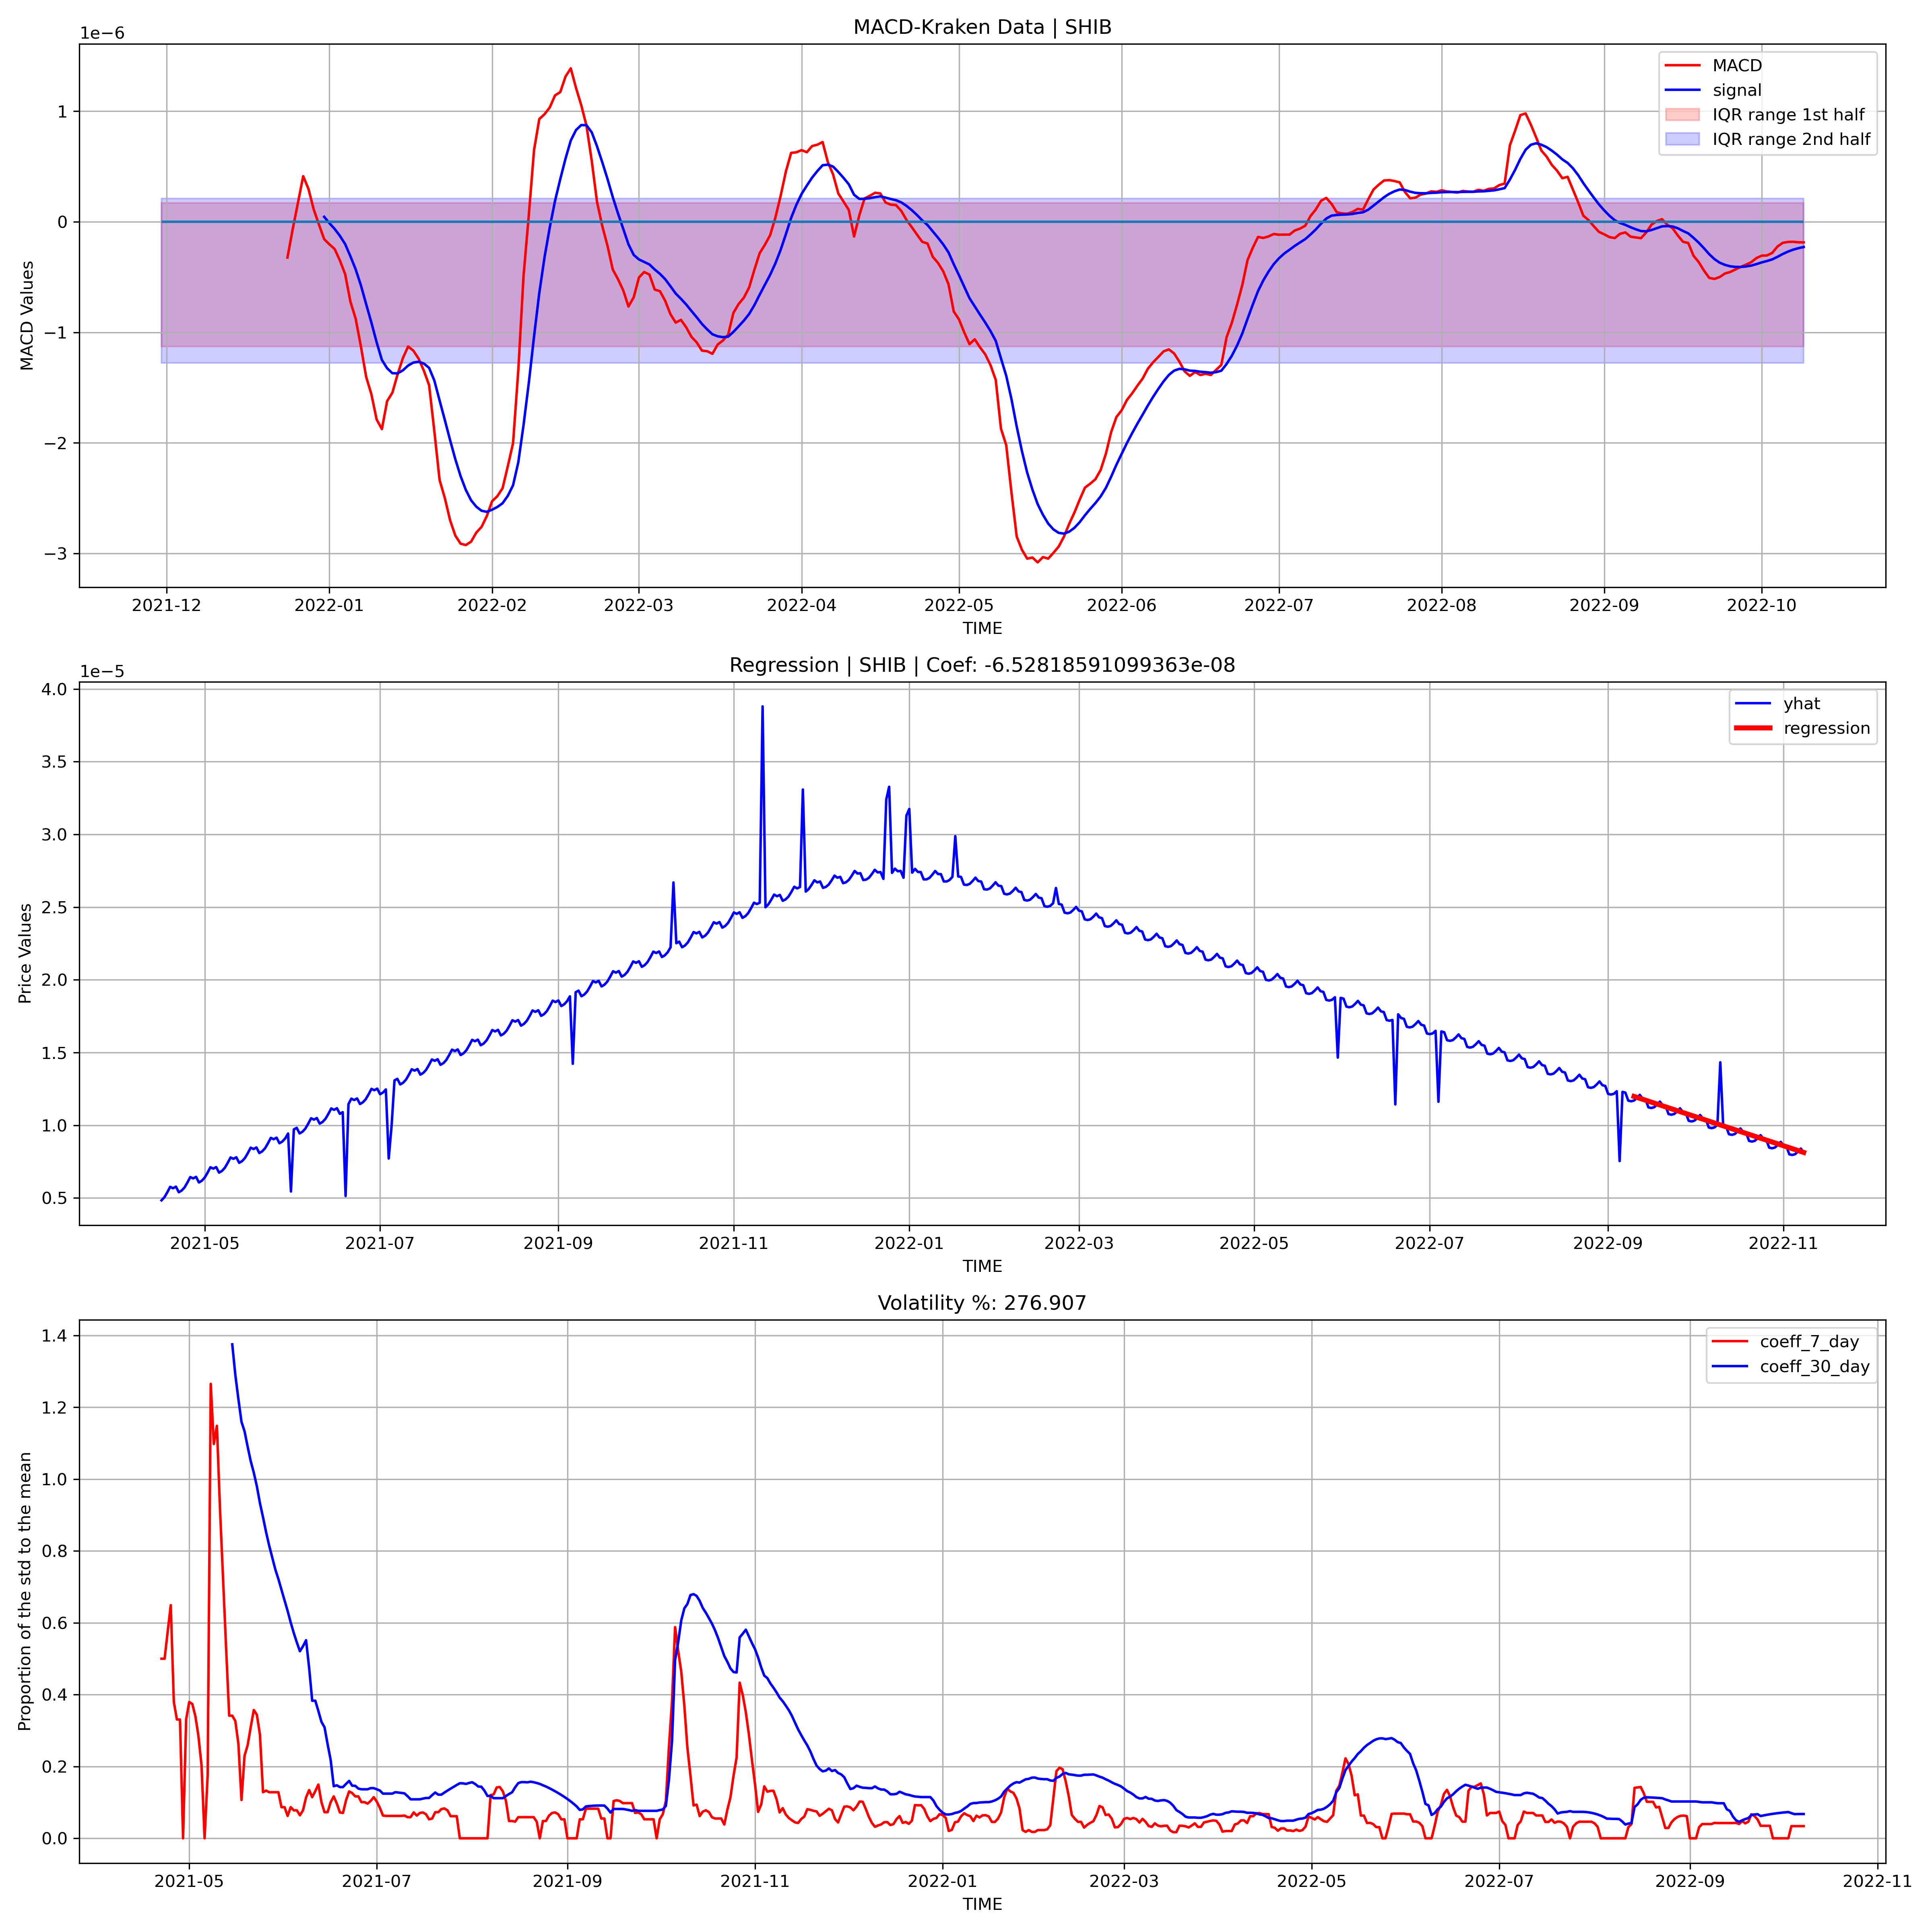 MACD-Kraken Data | SHIB
1e−6
MACD
signal
IQR range 1st half
IQR range 2nd half
1
0
−1
−2
−3
MACD Values
2021-12 2022-01 2022-02 2022-03 2022-04 2022-05 2022-06 2022-07 2022-08 2022-09 2022-10
TIME
Regression | SHIB | Coef: -6.52818591099363e-08
1e−5
yhat
regression
4.0
3.5
3.0
2.5
2.0
1.5
1.0
0.5
Price Values
2021-05 2021-07 2021-09 2021-11 2022-01 2022-03 2022-05 2022-07 2022-09 2022-11
TIME
Volatility %: 276.907
coeff_7_day
coeff_30_day
1.4
1.2
1.0
0.8
0.6
0.4
0.2
0.0
Proportion of the std to the mean
2021-05 2021-07 2021-09 2021-11 2022-01 2022-03 2022-05 2022-07 2022-09 2022-11
TIME